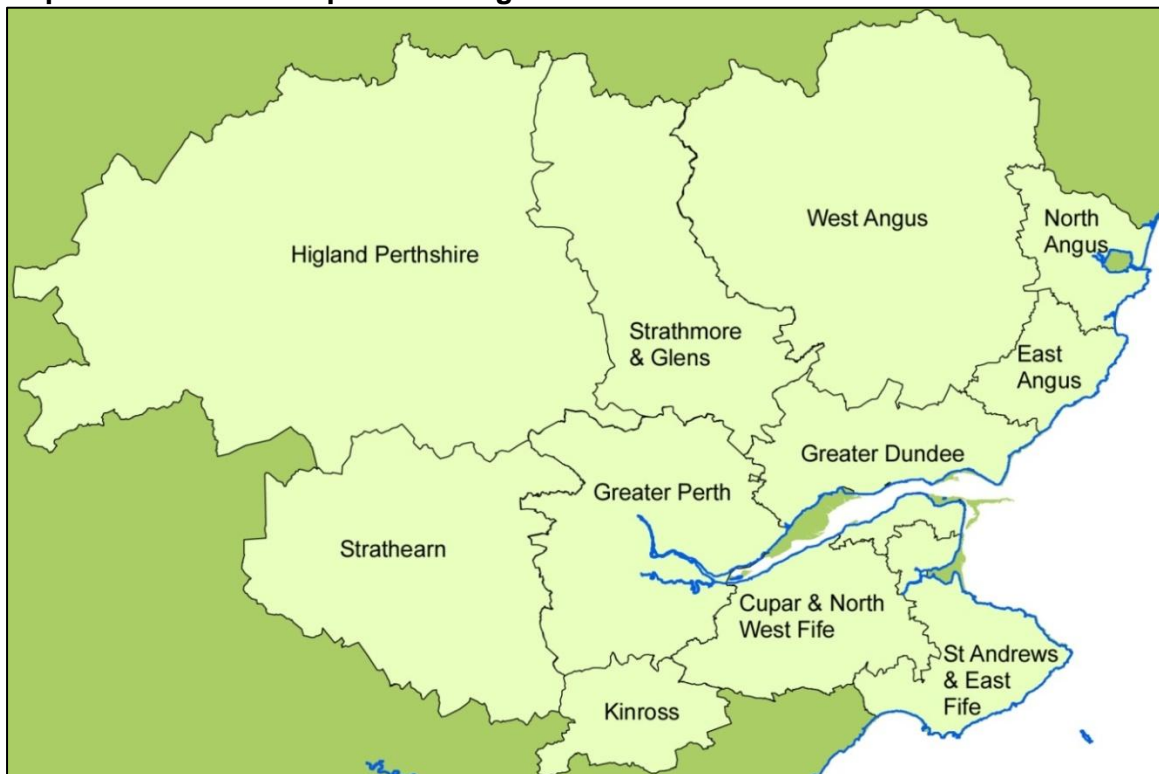 Higland Perthshire
West Angus
North
Angus
Strathmore
& Glens
East
Angus
Greater Dundee
Greater Perth
Strathearn
Cupar & North
West Fife
St Andrews
& East
Fife
Kinross